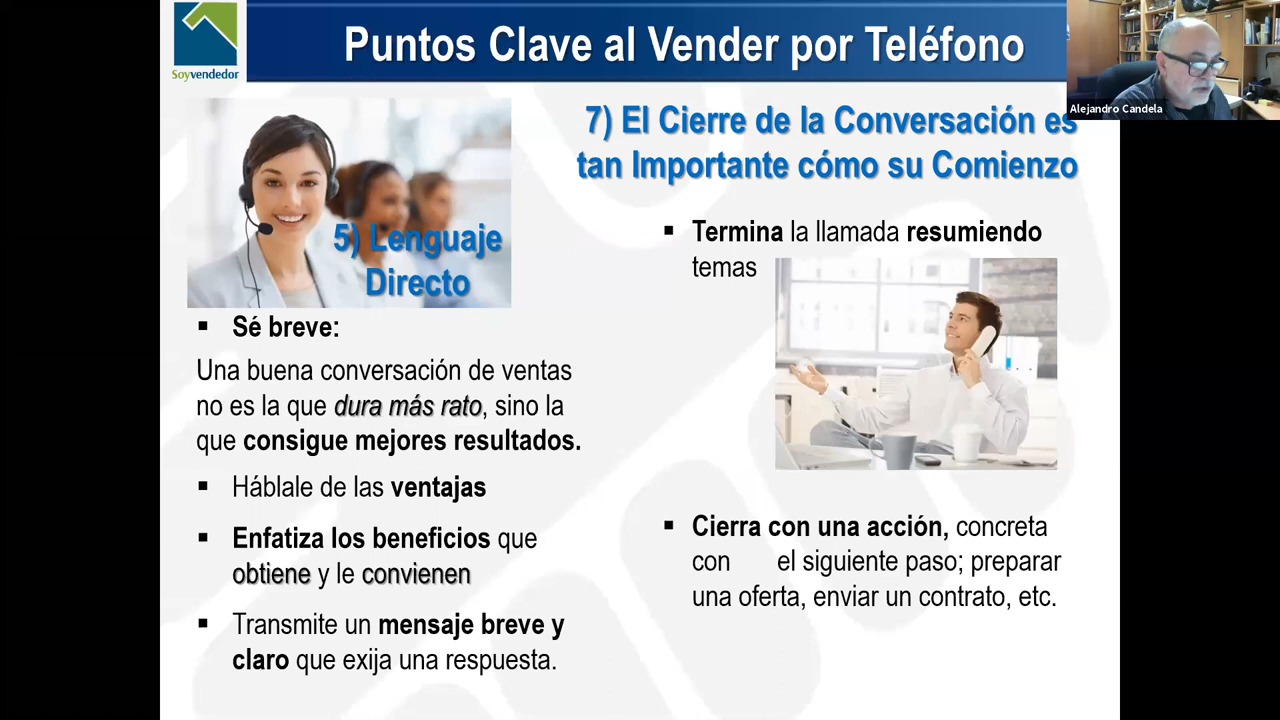 Soyvendedor
Puntos Clave al Vender por Teléfono
Alejandro Candela
5) Lenguaje
Directo
▪ Sé breve:
Una buena conversación de ventas
no es la que dura más rato, sino la
que consigue mejores resultados.
▪ Háblale de las ventajas
▪ Enfatiza los beneficios que
obtiene y le convienen
▪ Transmite un mensaje breve y
claro que exija una respuesta.
7) El Cierre de la Conversación es
tan Importante cómo su Comienzo
▪ Termina la llamada resumiendo
temas
▪ Cierra con una acción, concreta
con el siguiente paso; preparar
una oferta, enviar un contrato, etc.